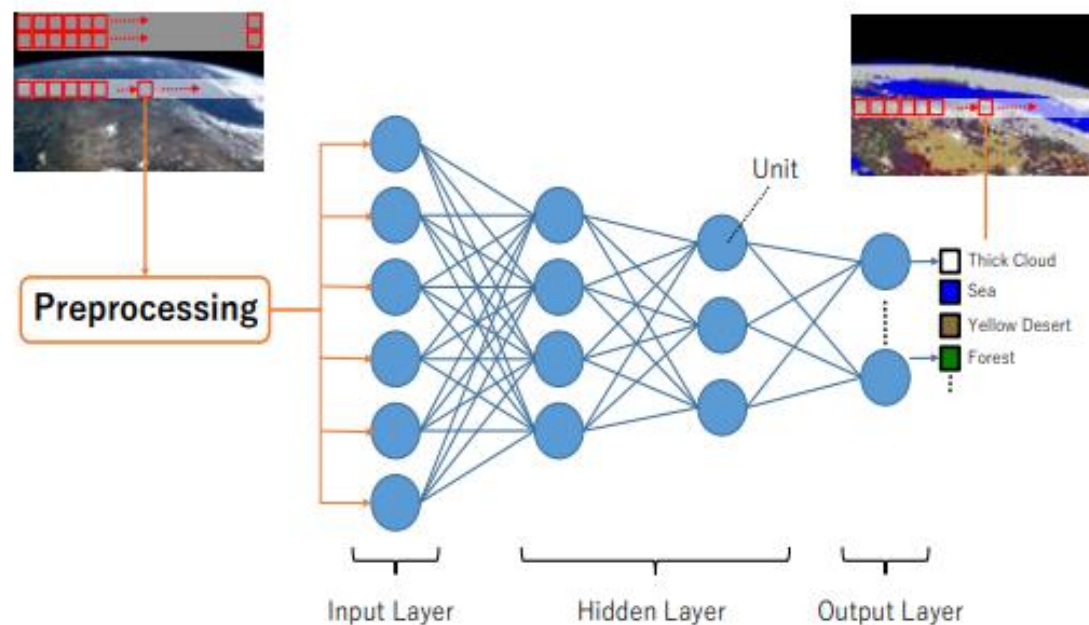 Unit
Thick Cloud
Sea
Yellow Desert
Forest
Preprocessing
Input Layer
Hidden Layer
Output Layer